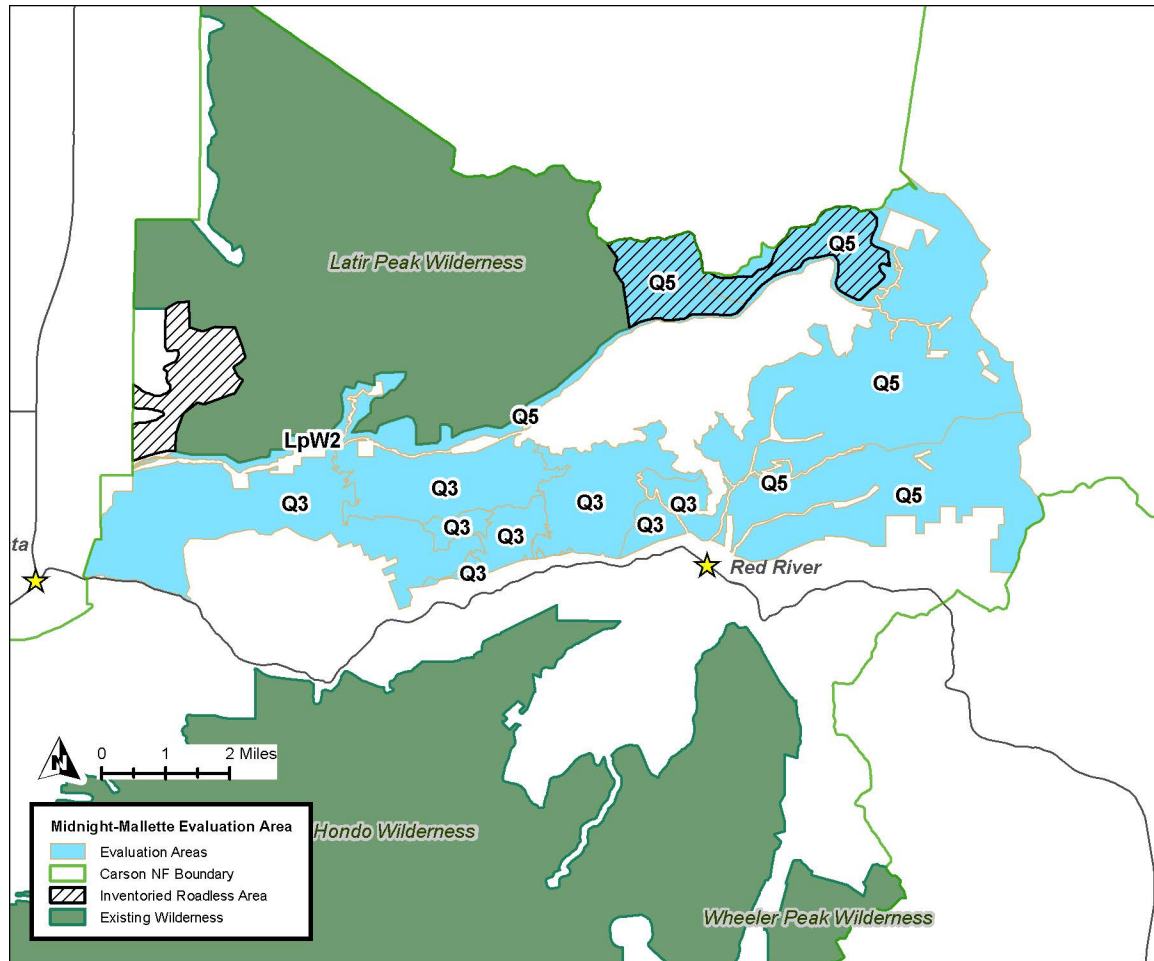 Latir Peak Wilderness
Q5
Q5
Q5
Q5
LpW2
Q3
Q3
Q3
Q3
Q5
Q5
Q3
Q3
Q3
Q3
ta
Red River
N
0 1 2 Miles
Midnight-Mallette Evaluation Area
Evaluation Areas
Carson NF Boundary
Inventoried Roadless Area
Existing Wilderness
Hondo Wilderness
Wheeler Peak Wilderness